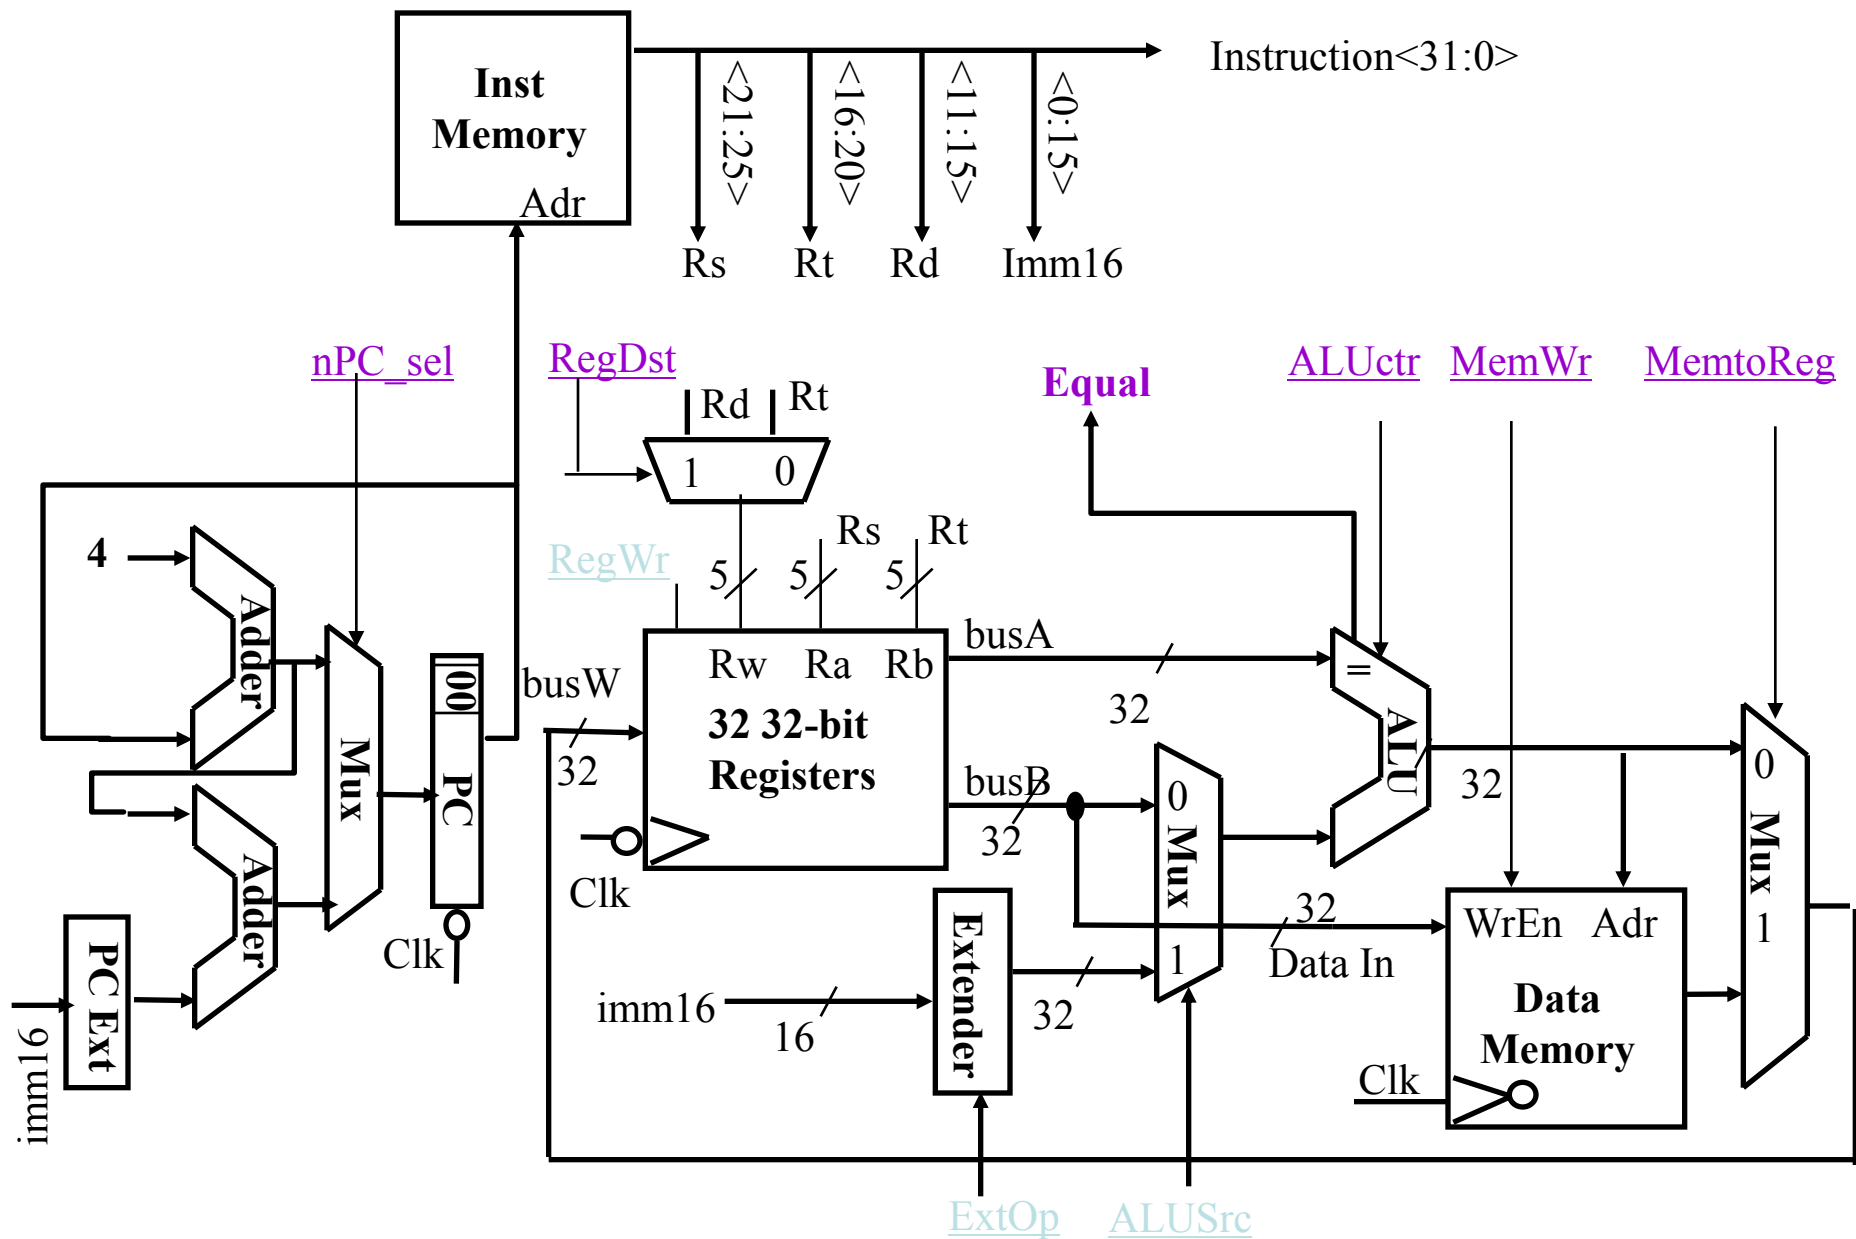 Inst
Memory
Adr
Instruction<31:0>
<21:25>
<16:20>
<11:15>
<0:15>
Rs
Rt
Rd
Imm16
nPC_sel
RegDst
Rd
Rt
Equal
ALUctr
MemWr
MemtoReg
1
0
4
Adder
RegWr
5
5
Rs
5
Rt
busW
32
Rw
Ra
Rb
32 32-bit
Registers
Clk
busA
32
busB
32
=
ALU
32
0
Mux
1
Mux
00
PC
Clk
Adder
PC Ext
imm16
imm16
16
Extender
32
0
Mux
1
32
Data In
WrEn
Adr
Data
Memory
Clk
ExtOp
ALUSrc